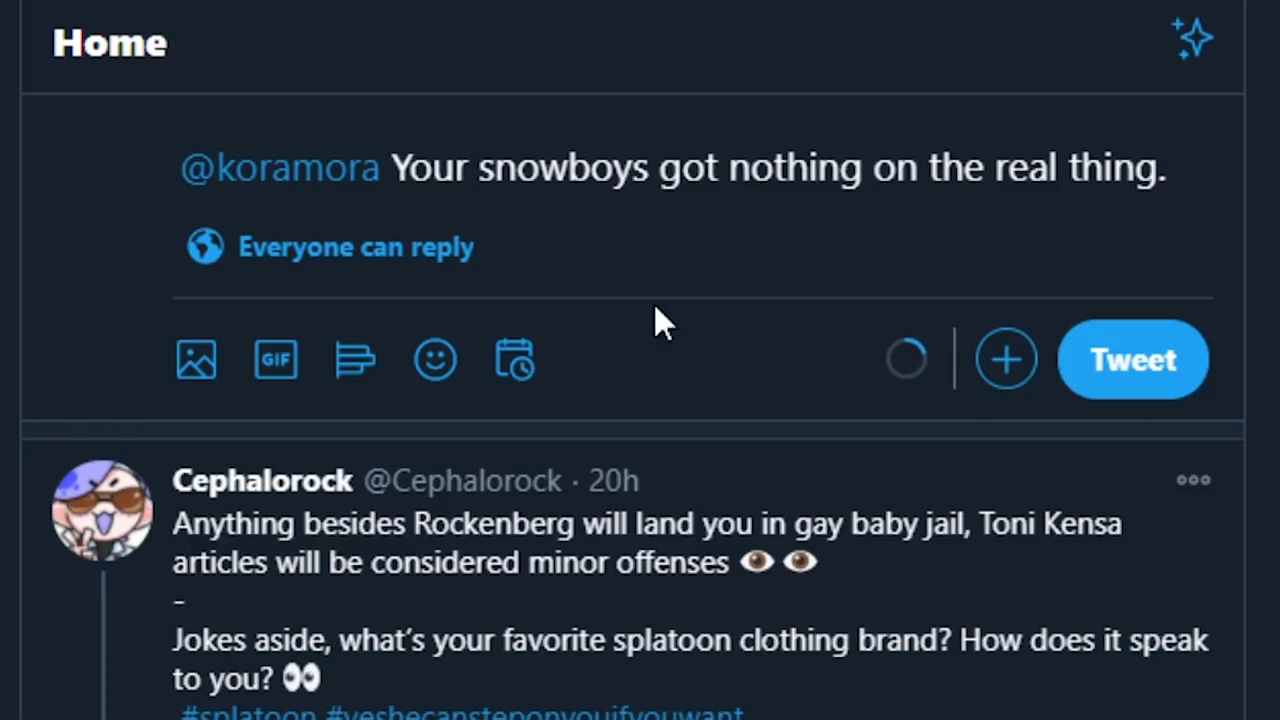 Home
@koramora Your snowboys got nothing on the real thing.
Everyone can reply
GIF
Tweet
Cephalorock @Cephalorock · 20h
Anything besides Rockenberg will land you in gay baby jail, Toni Kensa
articles will be considered minor offenses 👁️ 👁️
-
Jokes aside, what's your favorite splatoon clothing brand? How does it speak
to you? 👀
#splatoon #yeshecansteponyouifyouwant